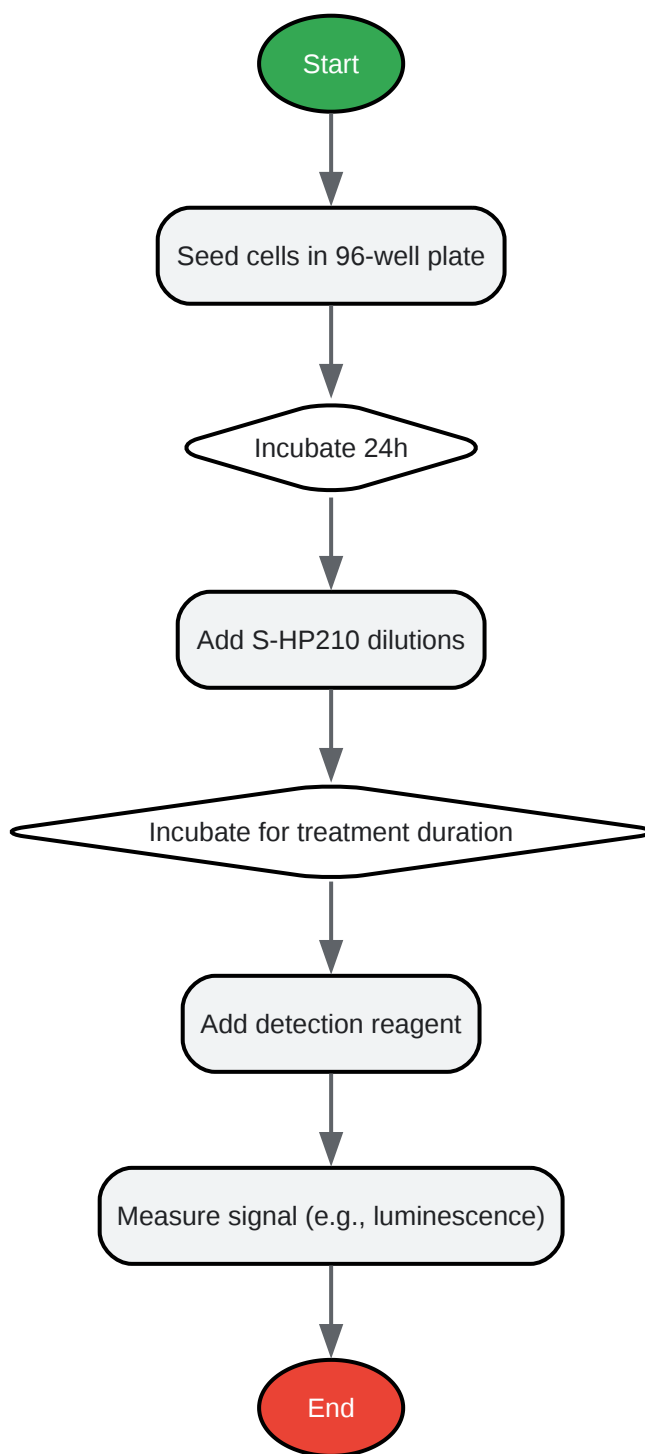 Start
Seed cells in 96-well plate
Incubate 24h
Add S-HP210 dilutions
Incubate for treatment duration
Add detection reagent
Measure signal (e.g., luminescence)
End